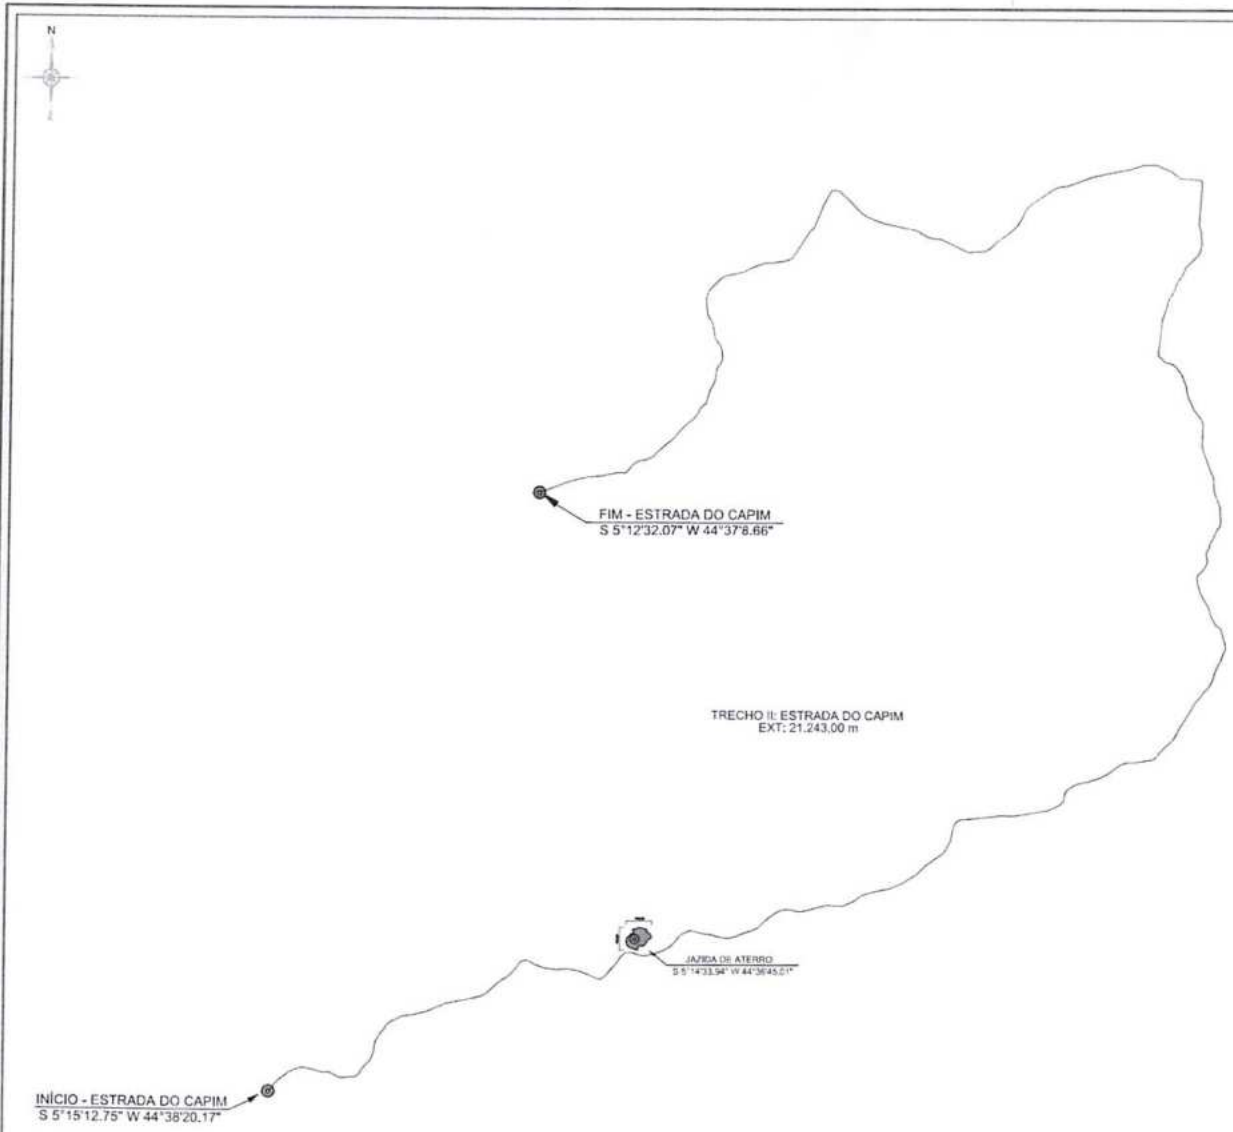 N
FIM - ESTRADA DO CAPIM
S 5°12'32.07" W 44°37'8.66"
TRECHO II: ESTRADA DO CAPIM
EXT: 21.243,00 m
JAZIDA DE ATERRO
S 5°14'33.94" W 44°36'45.01"
INÍCIO - ESTRADA DO CAPIM
S 5°15'12.75" W 44°38'20.17"